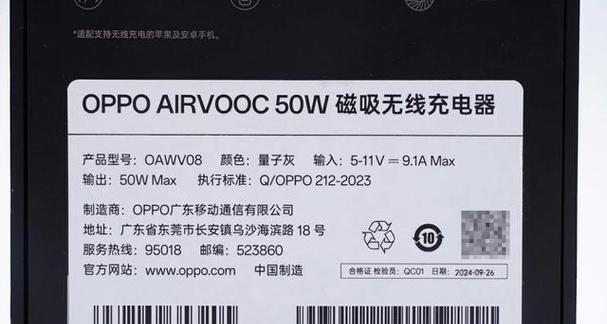 *适配支持无线充电的苹果及安卓手机。
OPPO AIRVOOC 50W 磁吸无线充电器
产品型号：OAWV08 颜色：量子灰 输入：5-11V⎓9.1A Max
输出：50W Max 执行标准：Q/OPPO 212-2023
制造商：OPPO广东移动通信有限公司
地址：广东省东莞市长安镇乌沙海滨路 18 号
服务热线：95018 邮编：523860
官方网站：www.oppo.com 中国制造
10
合格证 检验员：QC01 日期：2024-09-26